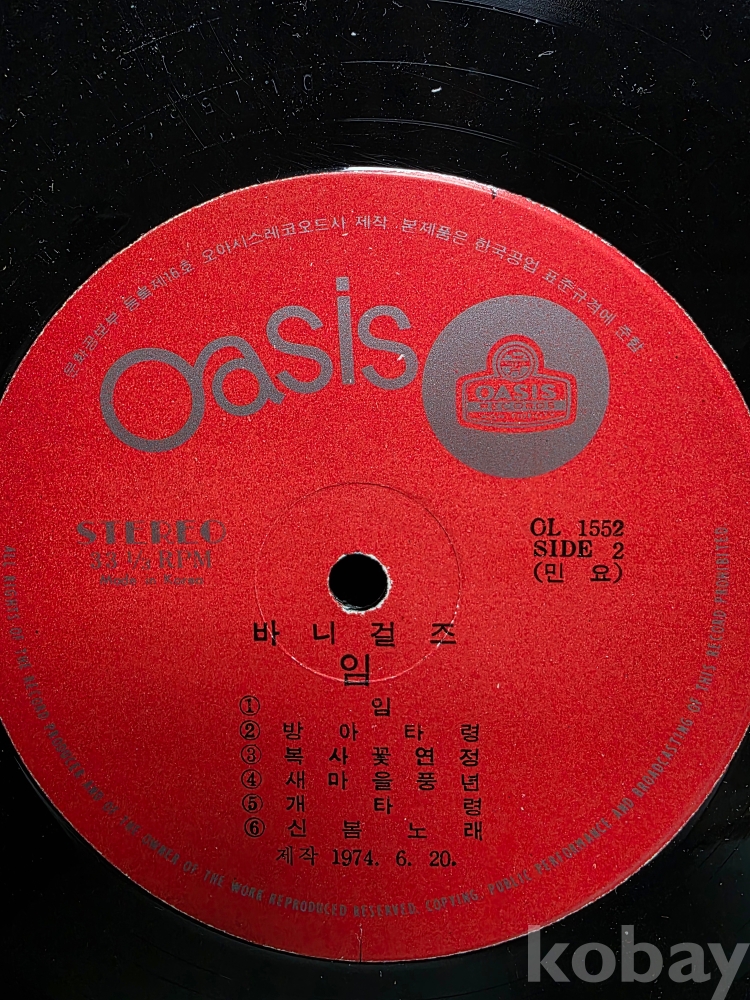 문화공보부 등록제16호 오아시스레코오드사 제작 · 본제품은 한국공업 표준규격에 준함
Oasis
OASIS
STEREO
33 1/3 RPM
Made in Korea
OL 1552
SIDE 2
(민 요)
바 니 걸 즈
임
① 임
② 방 아 타 령
③ 복 사 꽃 연 정
④ 새 마 을 풍 년
⑤ 개 타 령
⑥ 신 봄 노 래
제작 1974. 6. 20.
ALL RIGHTS OF THE RECORD PRODUCER AND OF THE OWNER OF THE WORK REPRODUCED RESERVED. COPYING, PUBLIC PERFORMANCE AND BROADCASTING OF THIS RECORD PROHIBITED
kobay